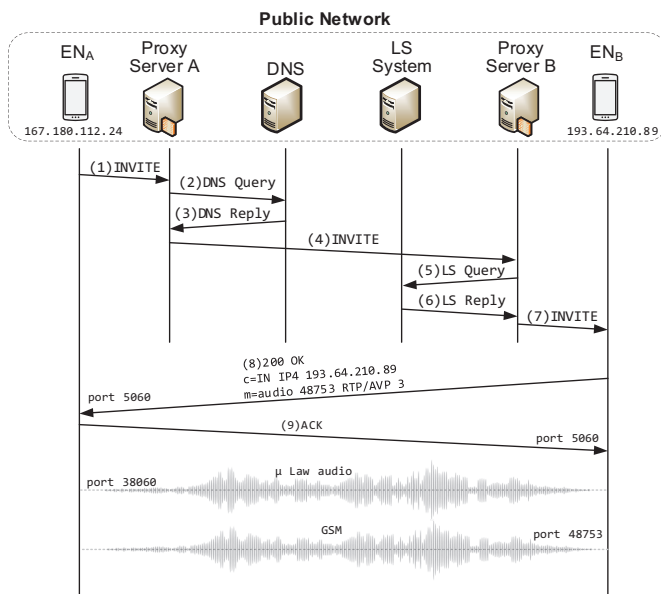 Public Network
ENA
Proxy Server A
DNS
LS System
Proxy Server B
ENB
167.180.112.24
193.64.210.89
(1)INVITE
(2)DNS Query
(3)DNS Reply
(4)INVITE
(5)LS Query
(6)LS Reply
(7)INVITE
(8)200 OK
c=IN IP4 193.64.210.89
m=audio 48753 RTP/AVP 3
port 5060
(9)ACK
port 5060
μ Law audio
port 38060
GSM
port 48753